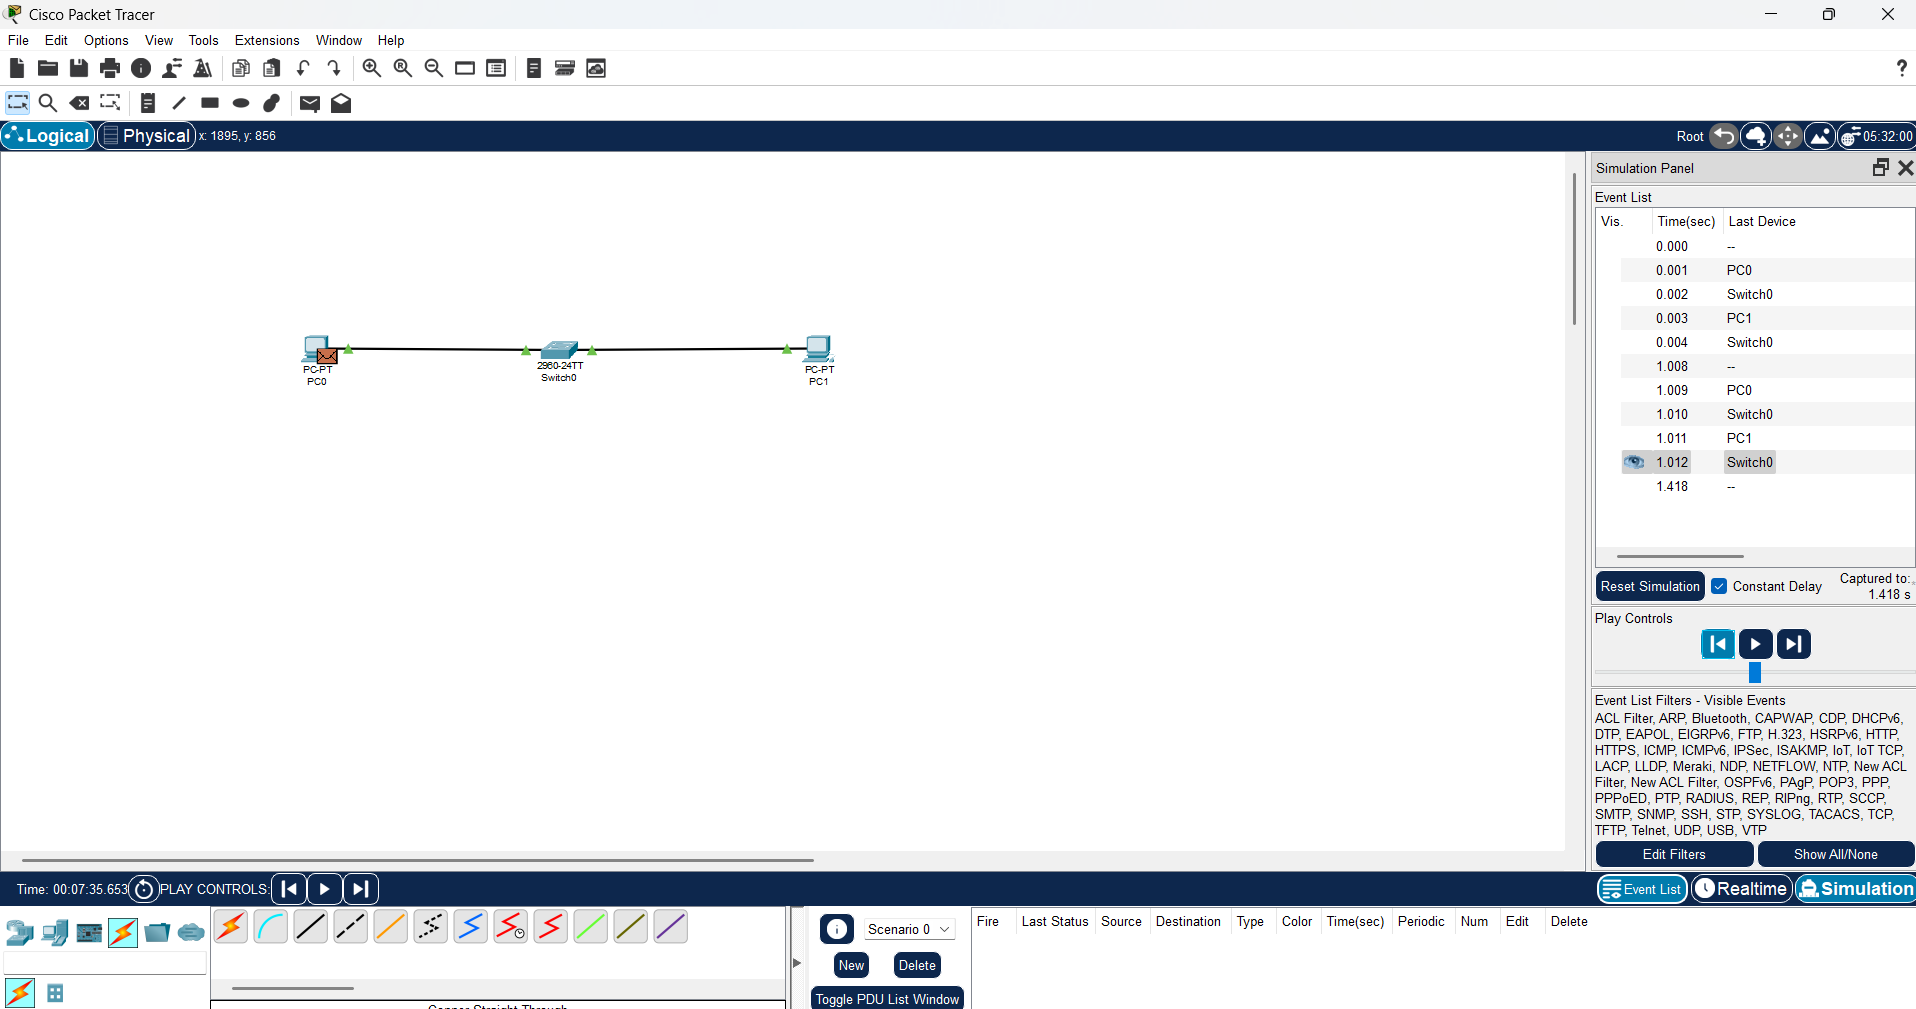 Cisco Packet Tracer
File Edit Options View Tools Extensions Window Help
?
Logical Physical x: 1895, y: 856 Root 05:32:00
Simulation Panel
Event List
Vis. Time(sec) Last Device
0.000 --
0.001 PC0
0.002 Switch0
0.003 PC1
0.004 Switch0
1.008 --
1.009 PC0
1.010 Switch0
1.011 PC1
1.012 Switch0
1.418 --
PC-PT
PC0
2960-24TT
Switch0
PC-PT
PC1
Reset Simulation Constant Delay Captured to:
1.418 s
Play Controls
Event List Filters - Visible Events
ACL Filter, ARP, Bluetooth, CAPWAP, CDP, DHCPv6,
DTP, EAPOL, EIGRPv6, FTP, H.323, HSRPv6, HTTP,
HTTPS, ICMP, ICMPv6, IPSec, ISAKMP, IoT, IoT TCP,
LACP, LLDP, Meraki, NDP, NETFLOW, NTP, New ACL
Filter, New ACL Filter, OSPFv6, PAgP, POP3, PPP,
PPPoED, PTP, RADIUS, REP, RIPng, RTP, SCCP,
SMTP, SNMP, SSH, STP, SYSLOG, TACACS, TCP,
TFTP, Telnet, UDP, USB, VTP
Edit Filters Show All/None
Time: 00:07:35.653 PLAY CONTROLS: Event List Realtime Simulation
Scenario 0
New Delete
Toggle PDU List Window
Fire Last Status Source Destination Type Color Time(sec) Periodic Num Edit Delete
Copper Straight-Through